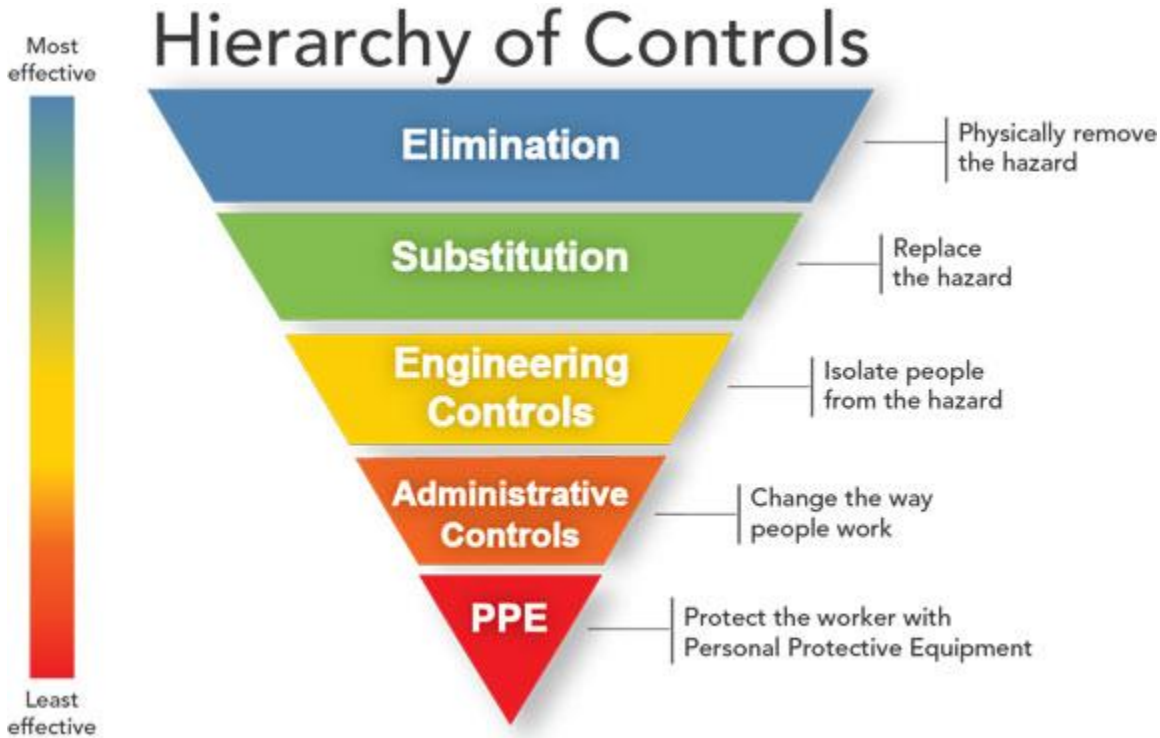 Hierarchy of Controls
Most
effective
Elimination
Physically remove
the hazard
Substitution
Replace
the hazard
Engineering
Controls
Isolate people
from the hazard
Administrative
Controls
Change the way
people work
PPE
Protect the worker with
Personal Protective Equipment
Least
effective